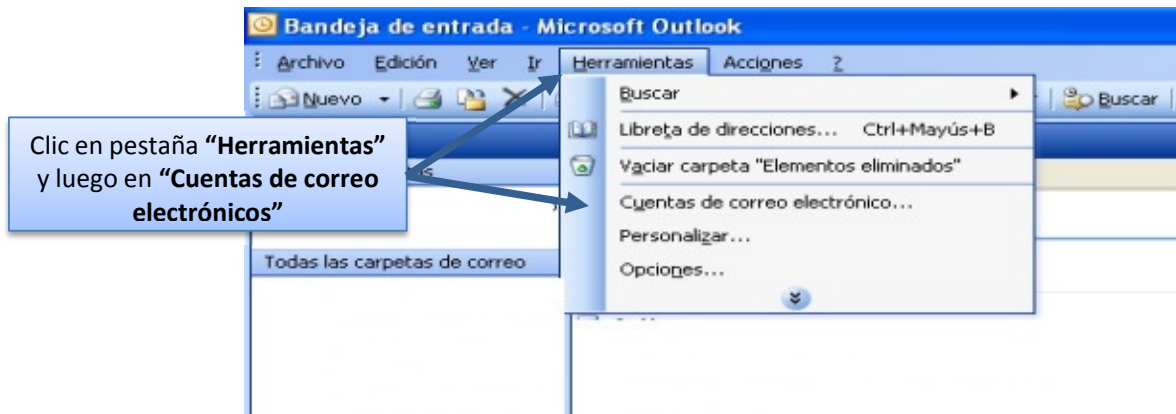 Bandeja de entrada - Microsoft Outlook
Archivo Edición Ver Ir Herramientas Acciones ?
Nuevo Buscar
Buscar
Libreta de direcciones... Ctrl+Mayús+B
Vaciar carpeta "Elementos eliminados"
Cuentas de correo electrónico...
Personalizar...
Opciones...
Clic en pestaña “Herramientas”
y luego en “Cuentas de correo
electrónicos”
Todas las carpetas de correo